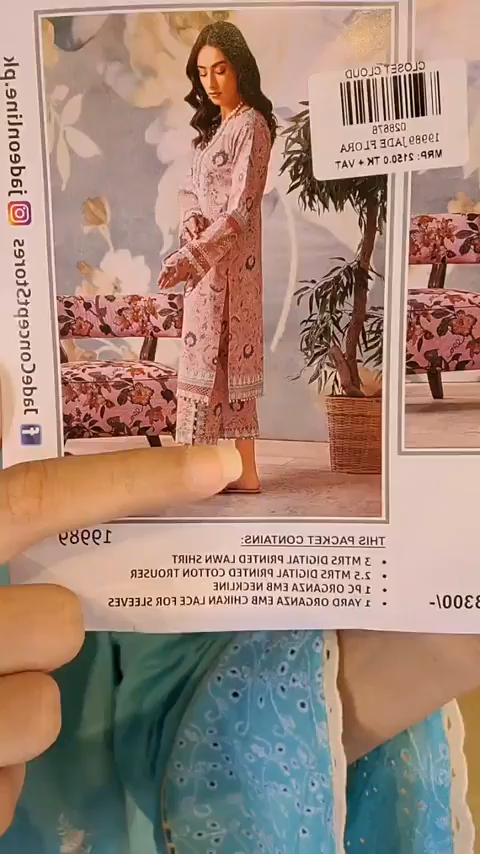 jadeonline.pk
JadeConceptStores
CLOSET CLOUD
028678
19989 JADE FLORA
MRP: 2150.0 TK + VAT
19989
THIS PACKET CONTAINS:
• 3 MTRS DIGITAL PRINTED LAWN SHIRT
• 2.5 MTRS DIGITAL PRINTED COTTON TROUSER
• 1 PC ORGANZA EMB NECKLINE
• 1 YARD ORGANZA EMB CHIKAN LACE FOR SLEEVES
3300/-